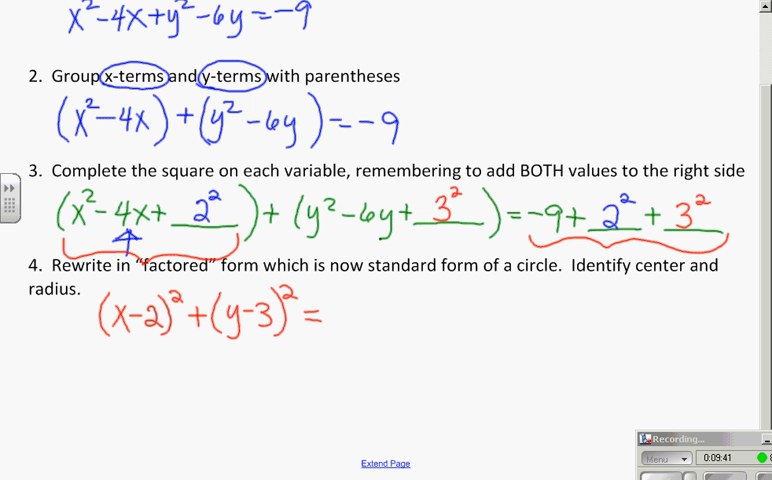 x² - 4x + y² - 6y = -9
2. Group x-terms and y-terms with parentheses
(x² - 4x) + (y² - 6y) = -9
3. Complete the square on each variable, remembering to add BOTH values to the right side
(x² - 4x + 2²) + (y² - 6y + 3²) = -9 + 2² + 3²
4. Rewrite in "factored" form which is now standard form of a circle. Identify center and
radius.
(x-2)² + (y-3)² =
Recording...
Menu 0:09:41
Extend Page